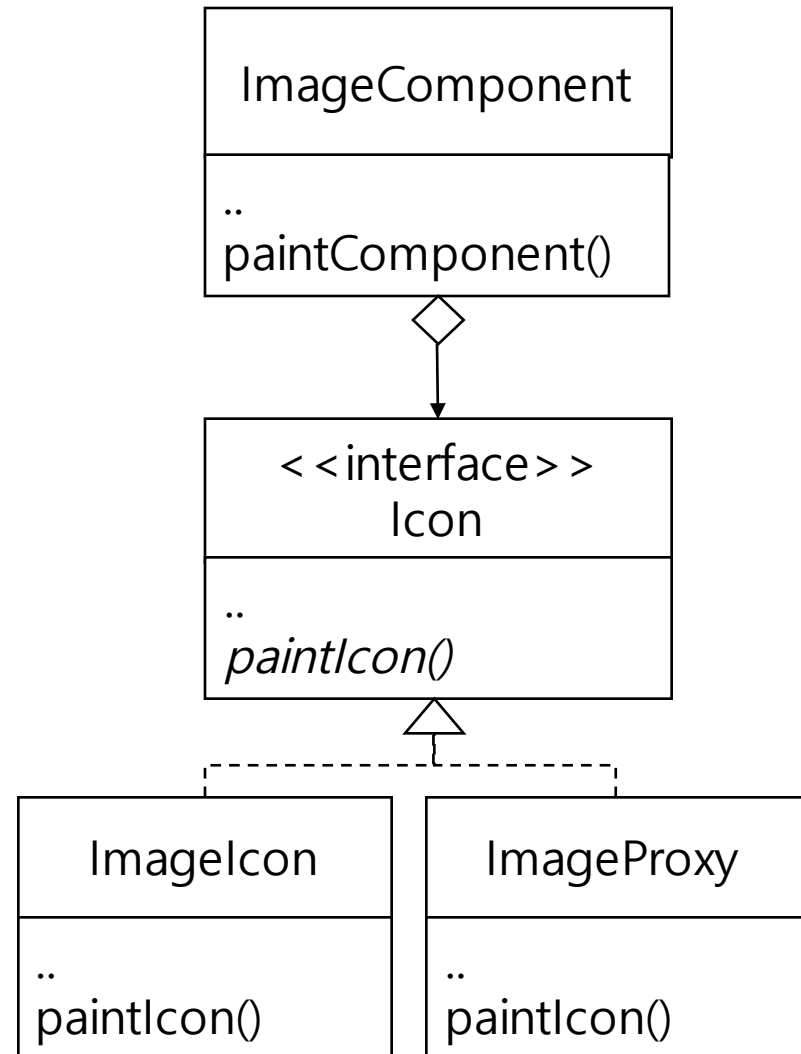 ImageComponent
..
paintComponent()
<<interface>>
Icon
..
paintIcon()
ImageIcon
..
paintIcon()
ImageProxy
..
paintIcon()